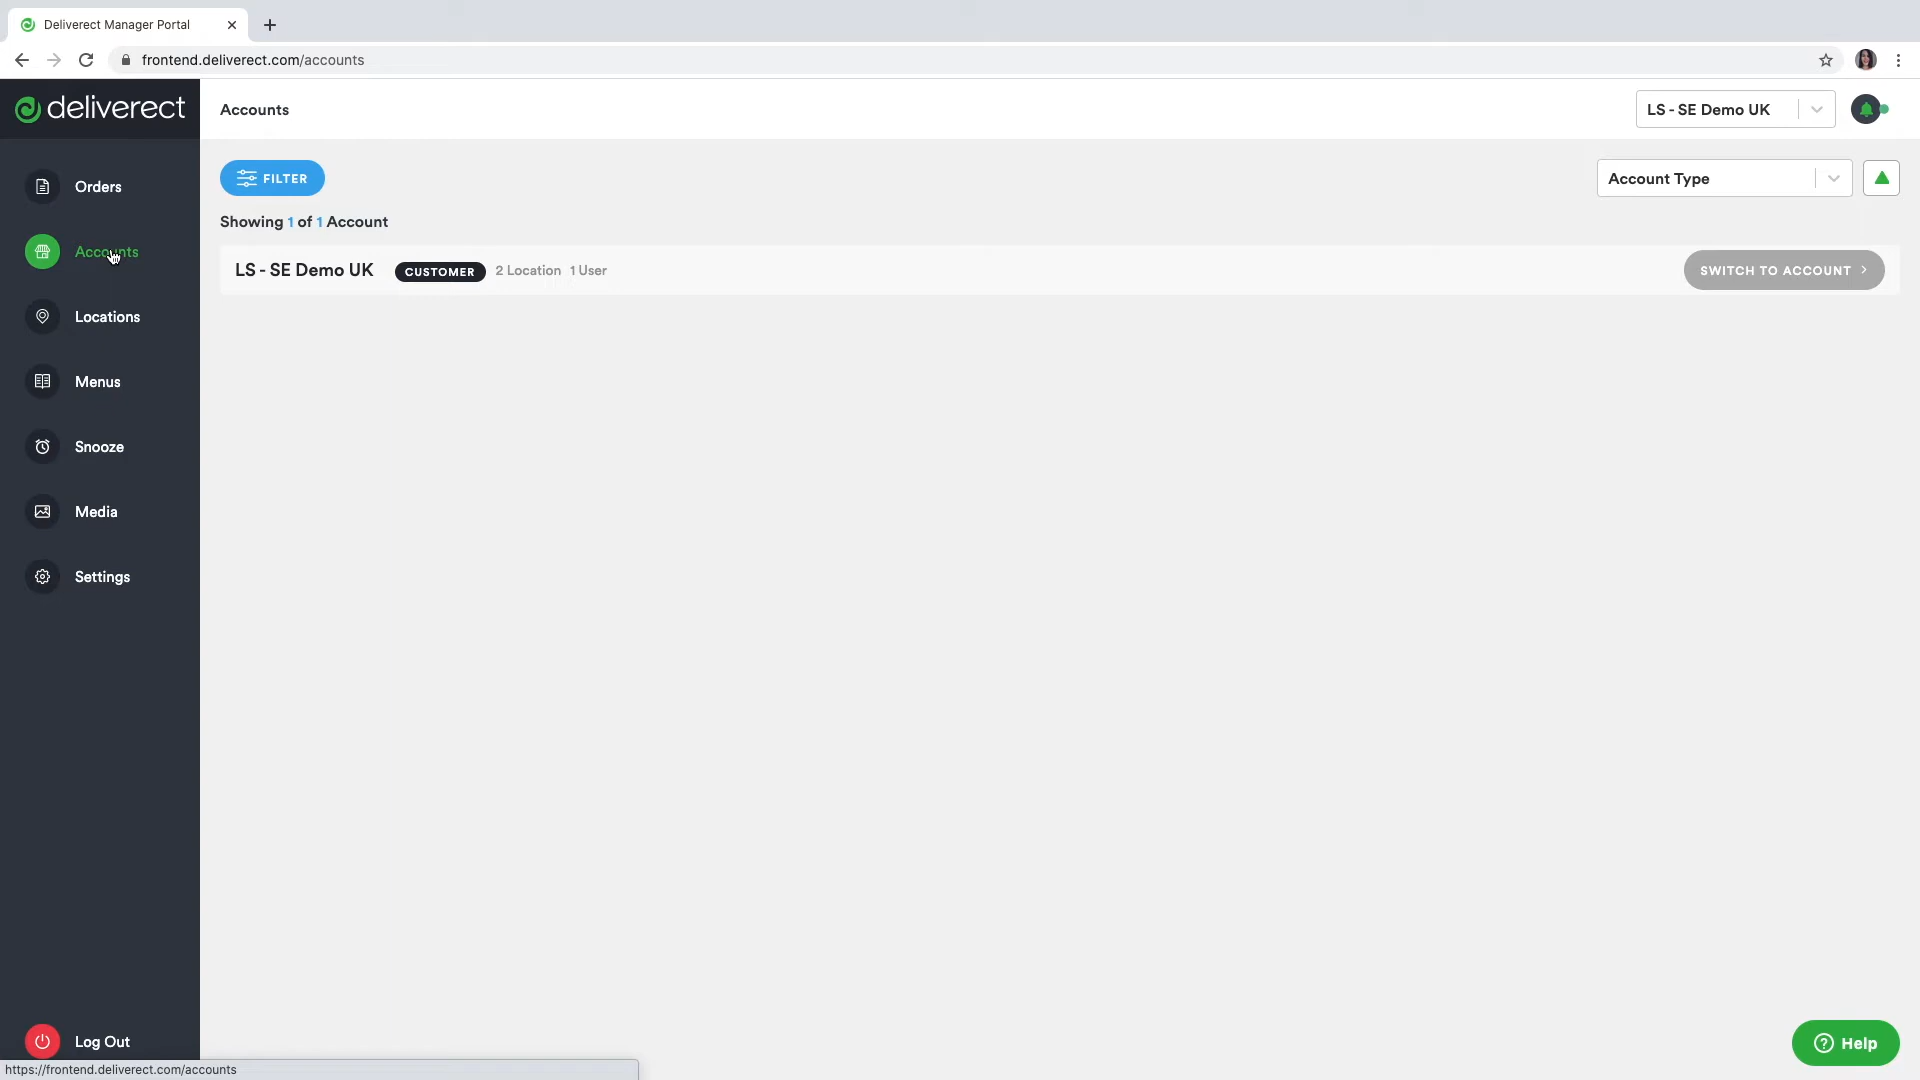 Deliverect Manager Portal
frontend.deliverect.com/accounts
deliverect
Accounts
LS - SE Demo UK
Orders
Accounts
Locations
Menus
Snooze
Media
Settings
Log Out
FILTER
Account Type
Showing 1 of 1 Account
LS - SE Demo UK CUSTOMER 2 Location 1 User
SWITCH TO ACCOUNT
Help
https://frontend.deliverect.com/accounts